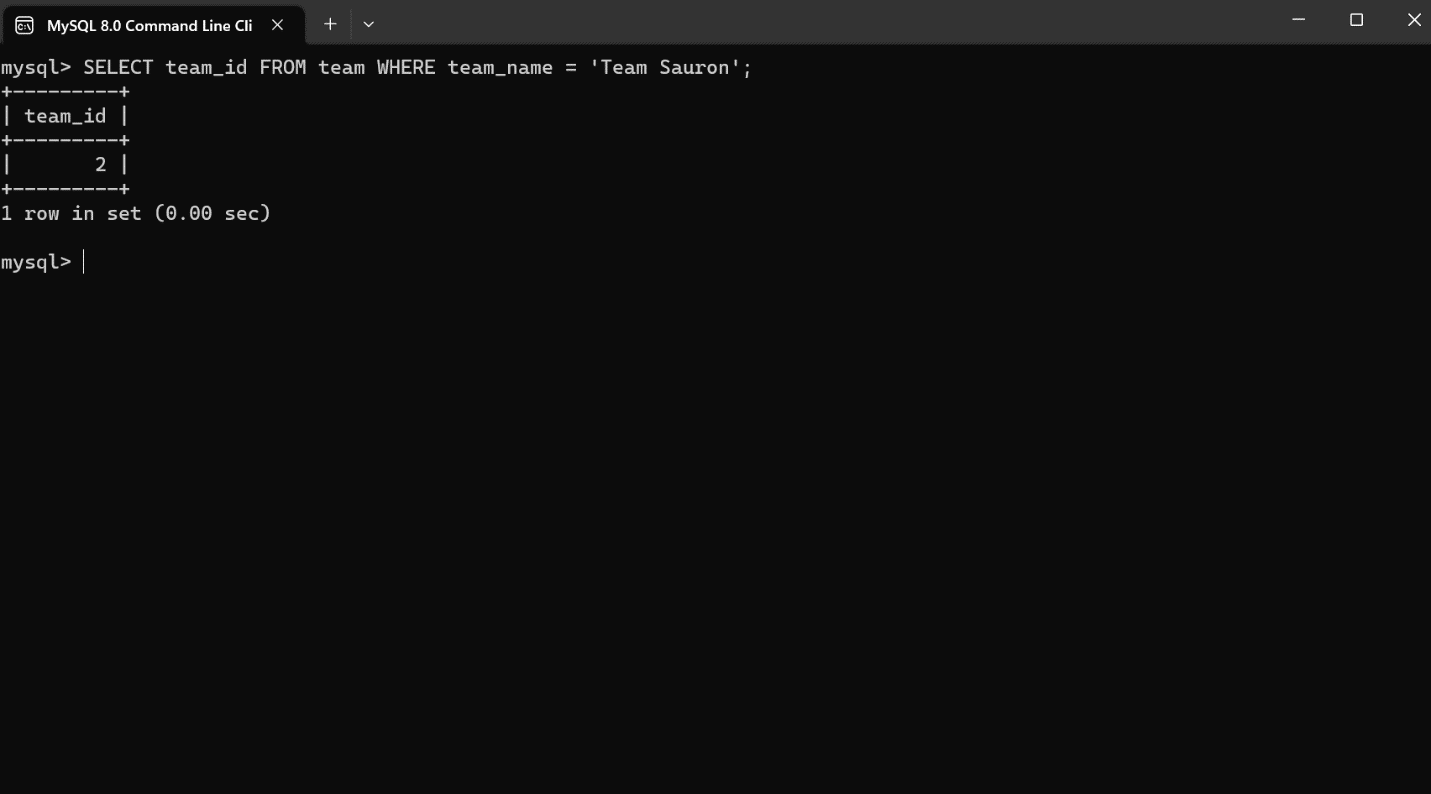 MySQL 8.0 Command Line Cli
mysql> SELECT team_id FROM team WHERE team_name = 'Team Sauron';
+---------+
| team_id |
+---------+
|       2 |
+---------+
1 row in set (0.00 sec)
mysql>